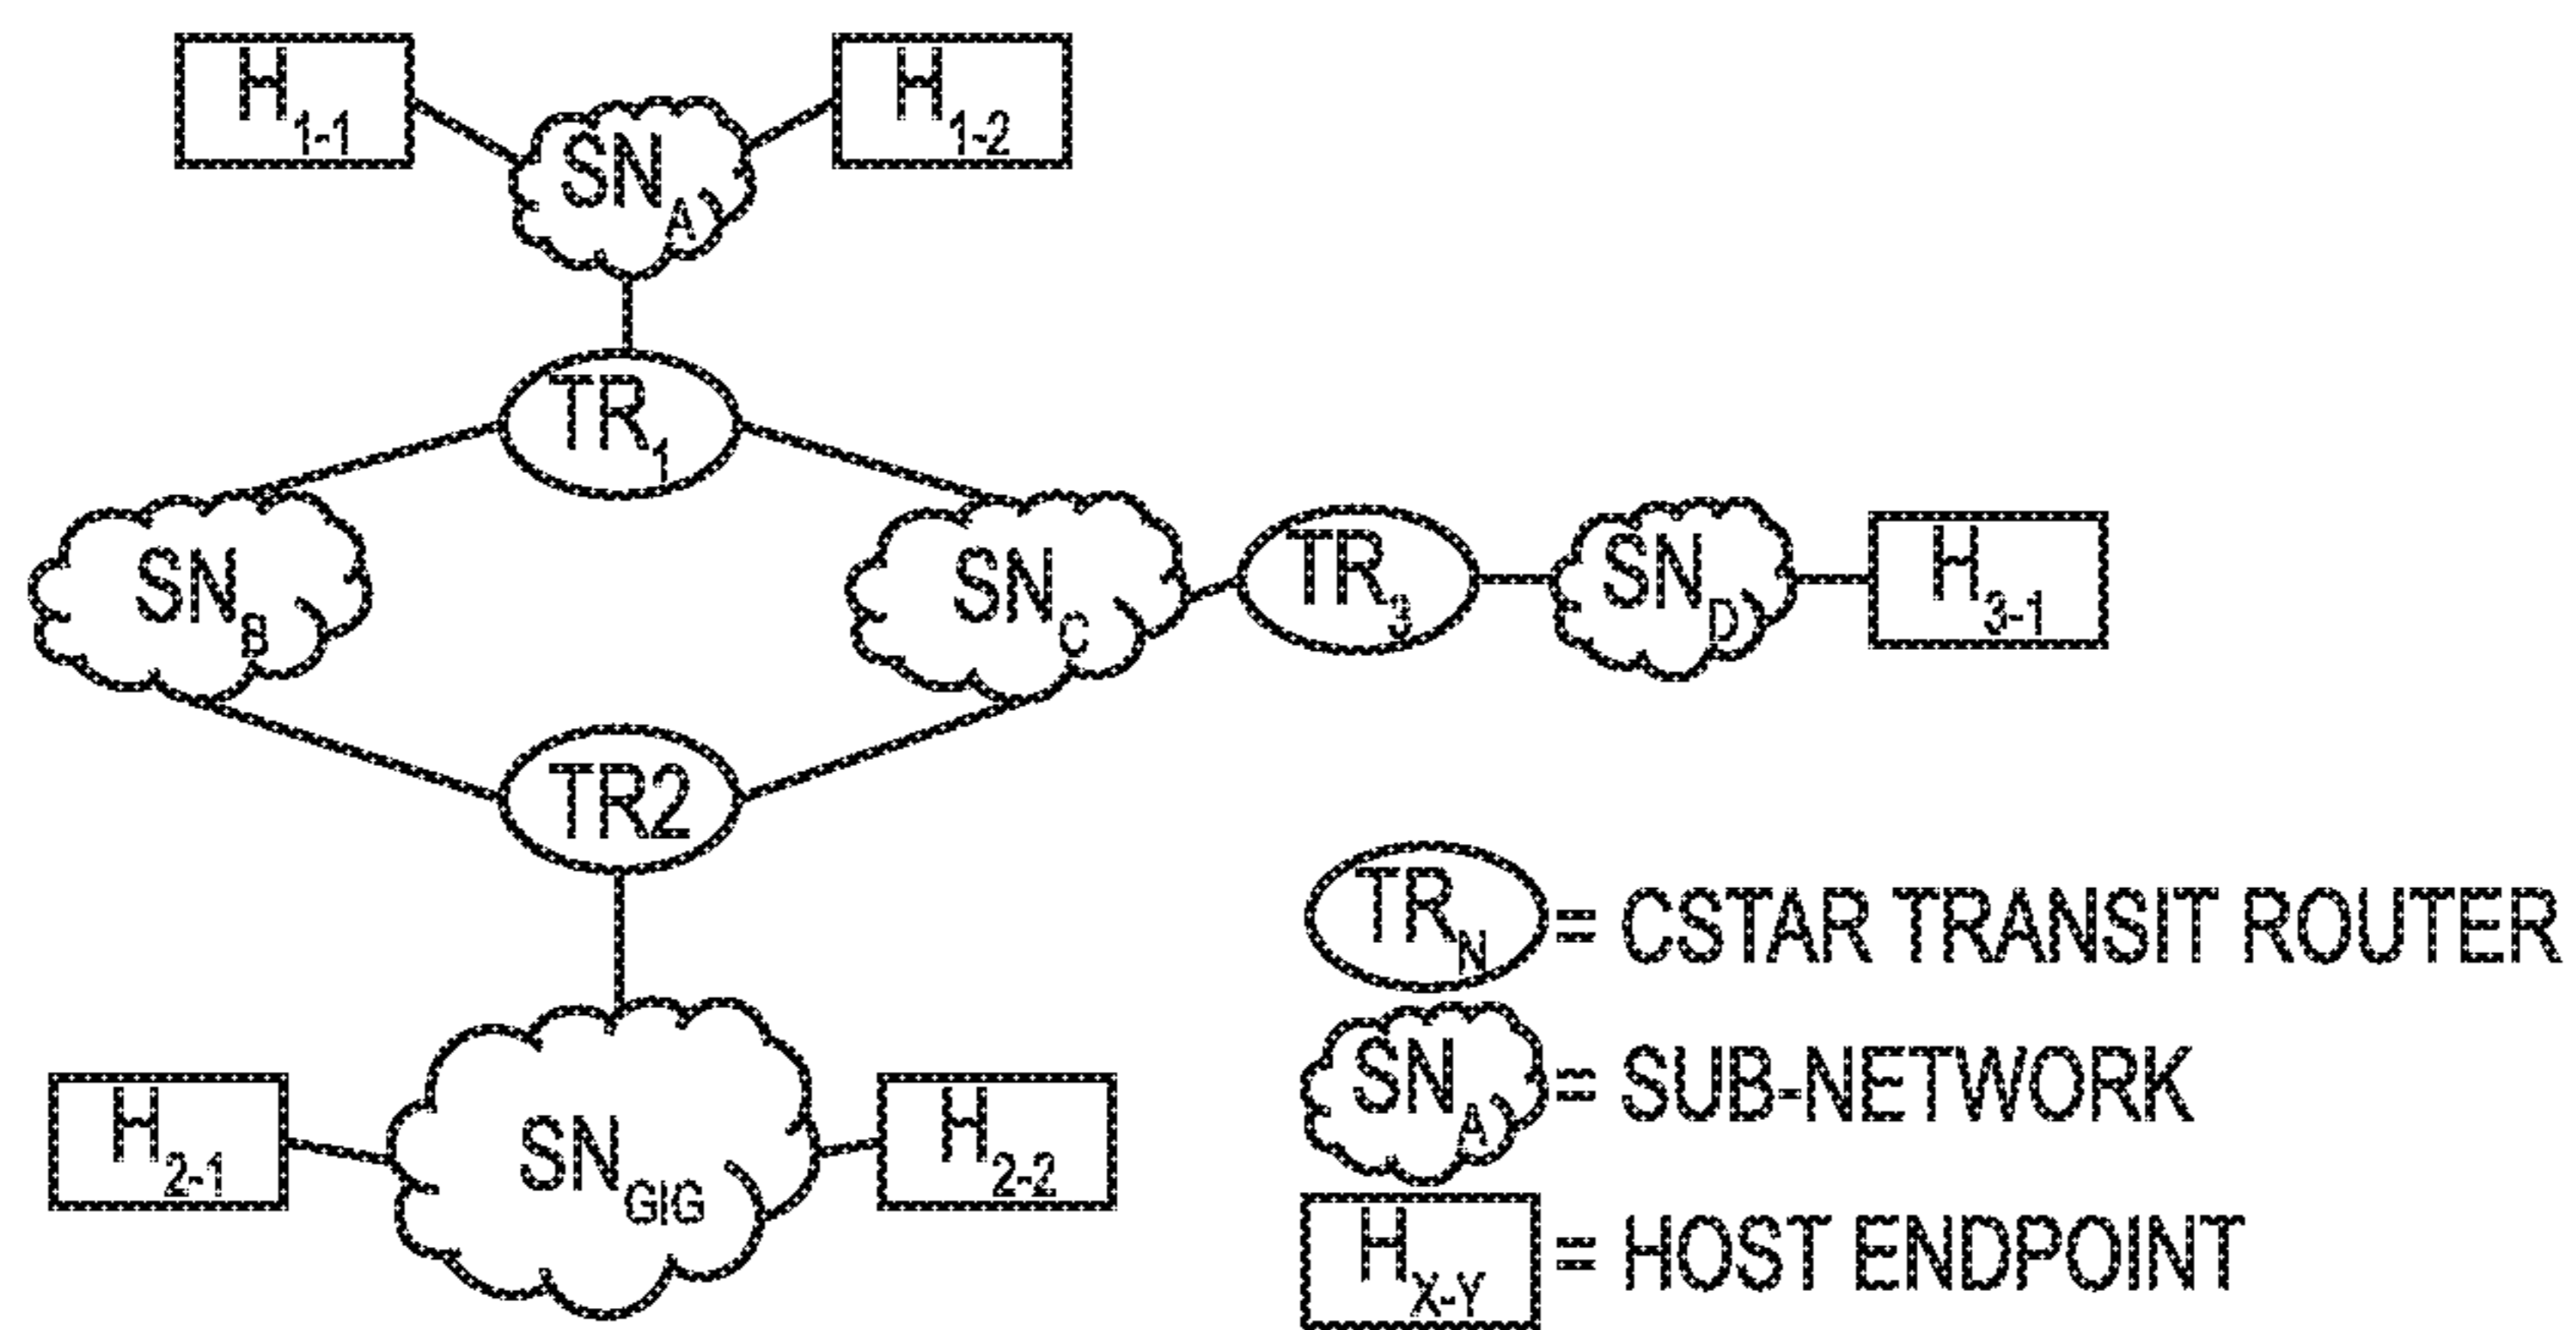 H1-1
H1-2
SNA
TR1
SNB
SNC
TR3
SND
H3-1
TR2
SNGIG
H2-1
H2-2
TRN = CSTAR TRANSIT ROUTER
SNA = SUB-NETWORK
HX-Y = HOST ENDPOINT